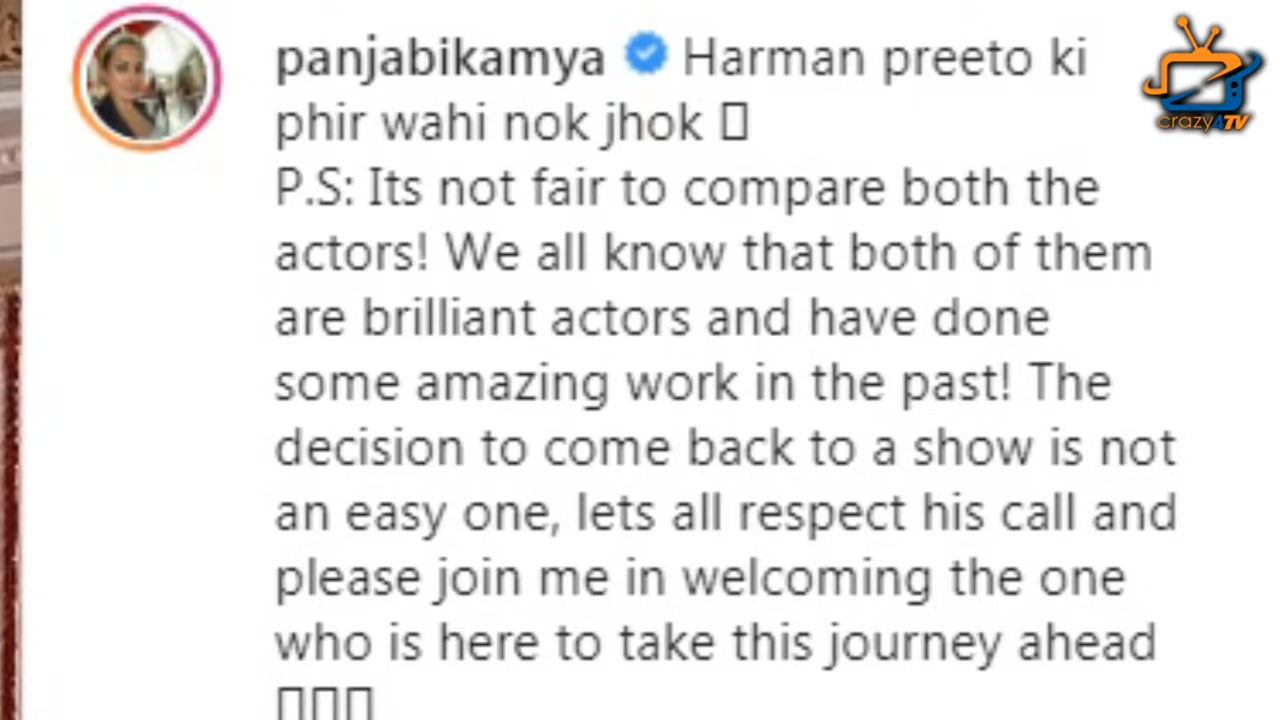 panjabikamya Harman preeto ki
phir wahi nok jhok
P.S: Its not fair to compare both the
actors! We all know that both of them
are brilliant actors and have done
some amazing work in the past! The
decision to come back to a show is not
an easy one, lets all respect his call and
please join me in welcoming the one
who is here to take this journey ahead
crazy4TV